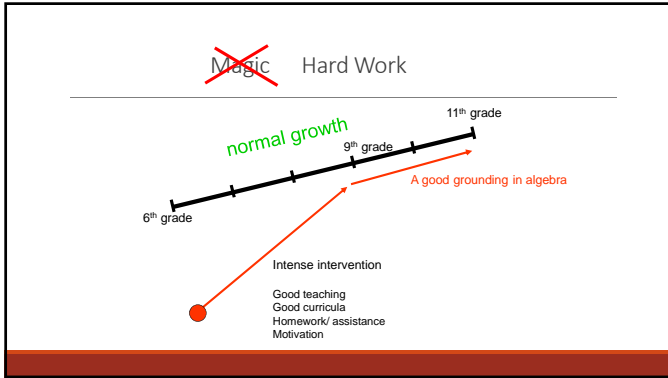 Magic Hard Work
11th grade
normal growth
9th grade
A good grounding in algebra
6th grade
Intense intervention
Good teaching
Good curricula
Homework/ assistance
Motivation